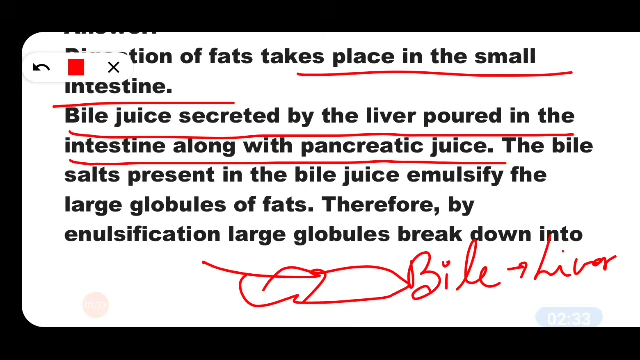 Answer:
Digestion of fats takes place in the small
intestine.
Bile juice secreted by the liver poured in the
intestine along with pancreatic juice. The bile
salts present in the bile juice emulsify fhe
large globules of fats. Therefore, by
enulsification large globules break down into
Bile → Liver
02:33